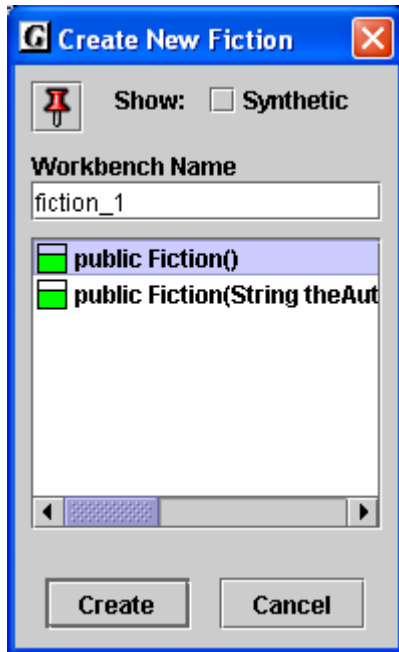 G Create New Fiction
Show: Synthetic
Workbench Name
fiction_1
public Fiction()
public Fiction(String theAut
Create Cancel